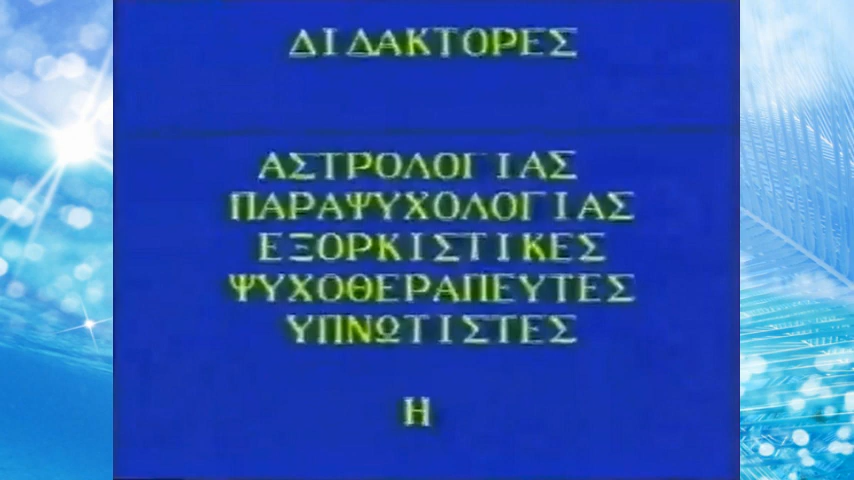 ΔΙΔΑΚΤΟΡΕΣ
ΑΣΤΡΟΛΟΓΙΑΣ
ΠΑΡΑΨΥΧΟΛΟΓΙΑΣ
ΕΞΟΡΚΙΣΤΙΚΕΣ
ΨΥΧΟΘΕΡΑΠΕΥΤΕΣ
ΥΠΝΩΤΙΣΤΕΣ
Η